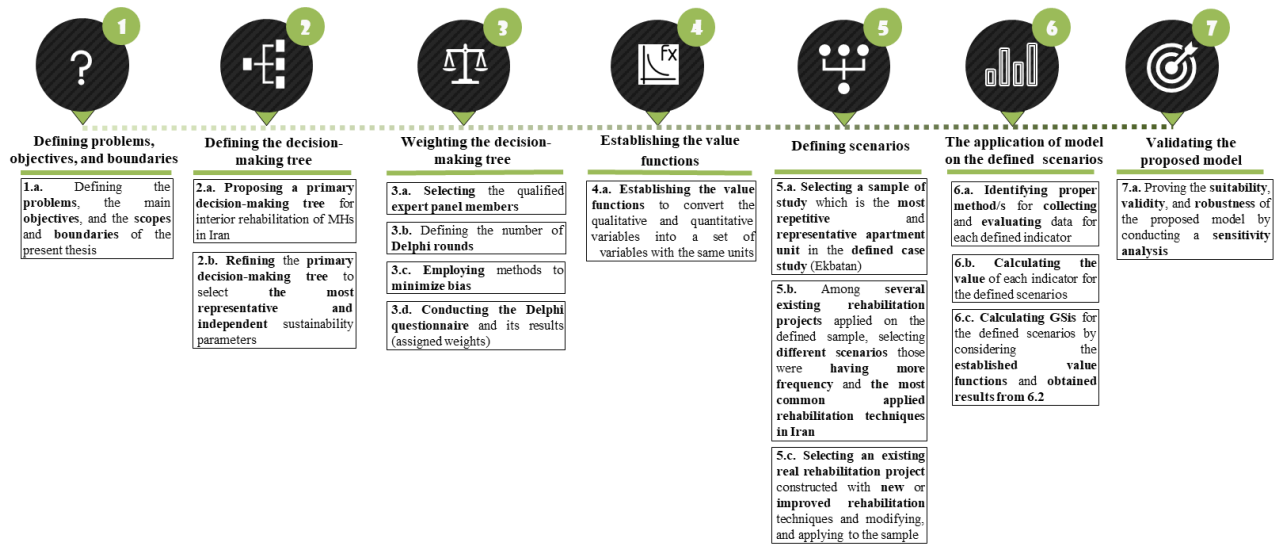 1
2
3
4
5
6
7
?
fx
Defining problems,
objectives, and boundaries
1.a. Defining the
problems, the main
objectives, and the scopes
and boundaries of the
present thesis
Defining the decision-
making tree
2.a. Proposing a primary
decision-making tree for
interior rehabilitation of MHs
in Iran
2.b. Refining the primary
decision-making tree to
select the most
representative and
independent sustainability
parameters
Weighting the decision-
making tree
3.a. Selecting the qualified
expert panel members
3.b. Defining the number of
Delphi rounds
3.c. Employing methods to
minimize bias
3.d. Conducting the Delphi
questionnaire and its results
(assigned weights)
Establishing the value
functions
4.a. Establishing the value
functions to convert the
qualitative and quantitative
variables into a set of
variables with the same units
Defining scenarios
5.a. Selecting a sample of
study which is the most
repetitive and
representative apartment
unit in the defined case
study (Ekbatan)
5.b. Among several
existing rehabilitation
projects applied on the
defined sample, selecting
different scenarios those
were having more
frequency and the most
common applied
rehabilitation techniques
in Iran
5.c. Selecting an existing
real rehabilitation project
constructed with new or
improved rehabilitation
techniques and modifying,
and applying to the sample
The application of model
on the defined scenarios
6.a. Identifying proper
method/s for collecting
and evaluating data for
each defined indicator
6.b. Calculating the
value of each indicator for
the defined scenarios
6.c. Calculating GSis for
the defined scenarios by
considering the
established value
functions and obtained
results from 6.2
Validating the
proposed model
7.a. Proving the suitability,
validity, and robustness of
the proposed model by
conducting a sensitivity
analysis